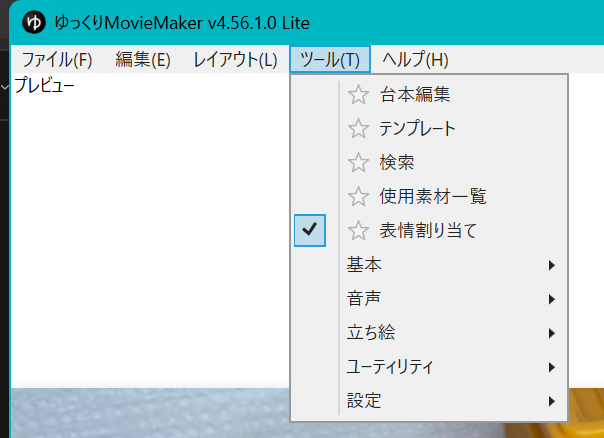 ゆ ゆっくりMovieMaker v4.56.1.0 Lite
ファイル(F) 編集(E) レイアウト(L) ツール(T) ヘルプ(H)
プレビュー
台本編集
テンプレート
検索
使用素材一覧
表情割り当て
基本
音声
立ち絵
ユーティリティ
設定